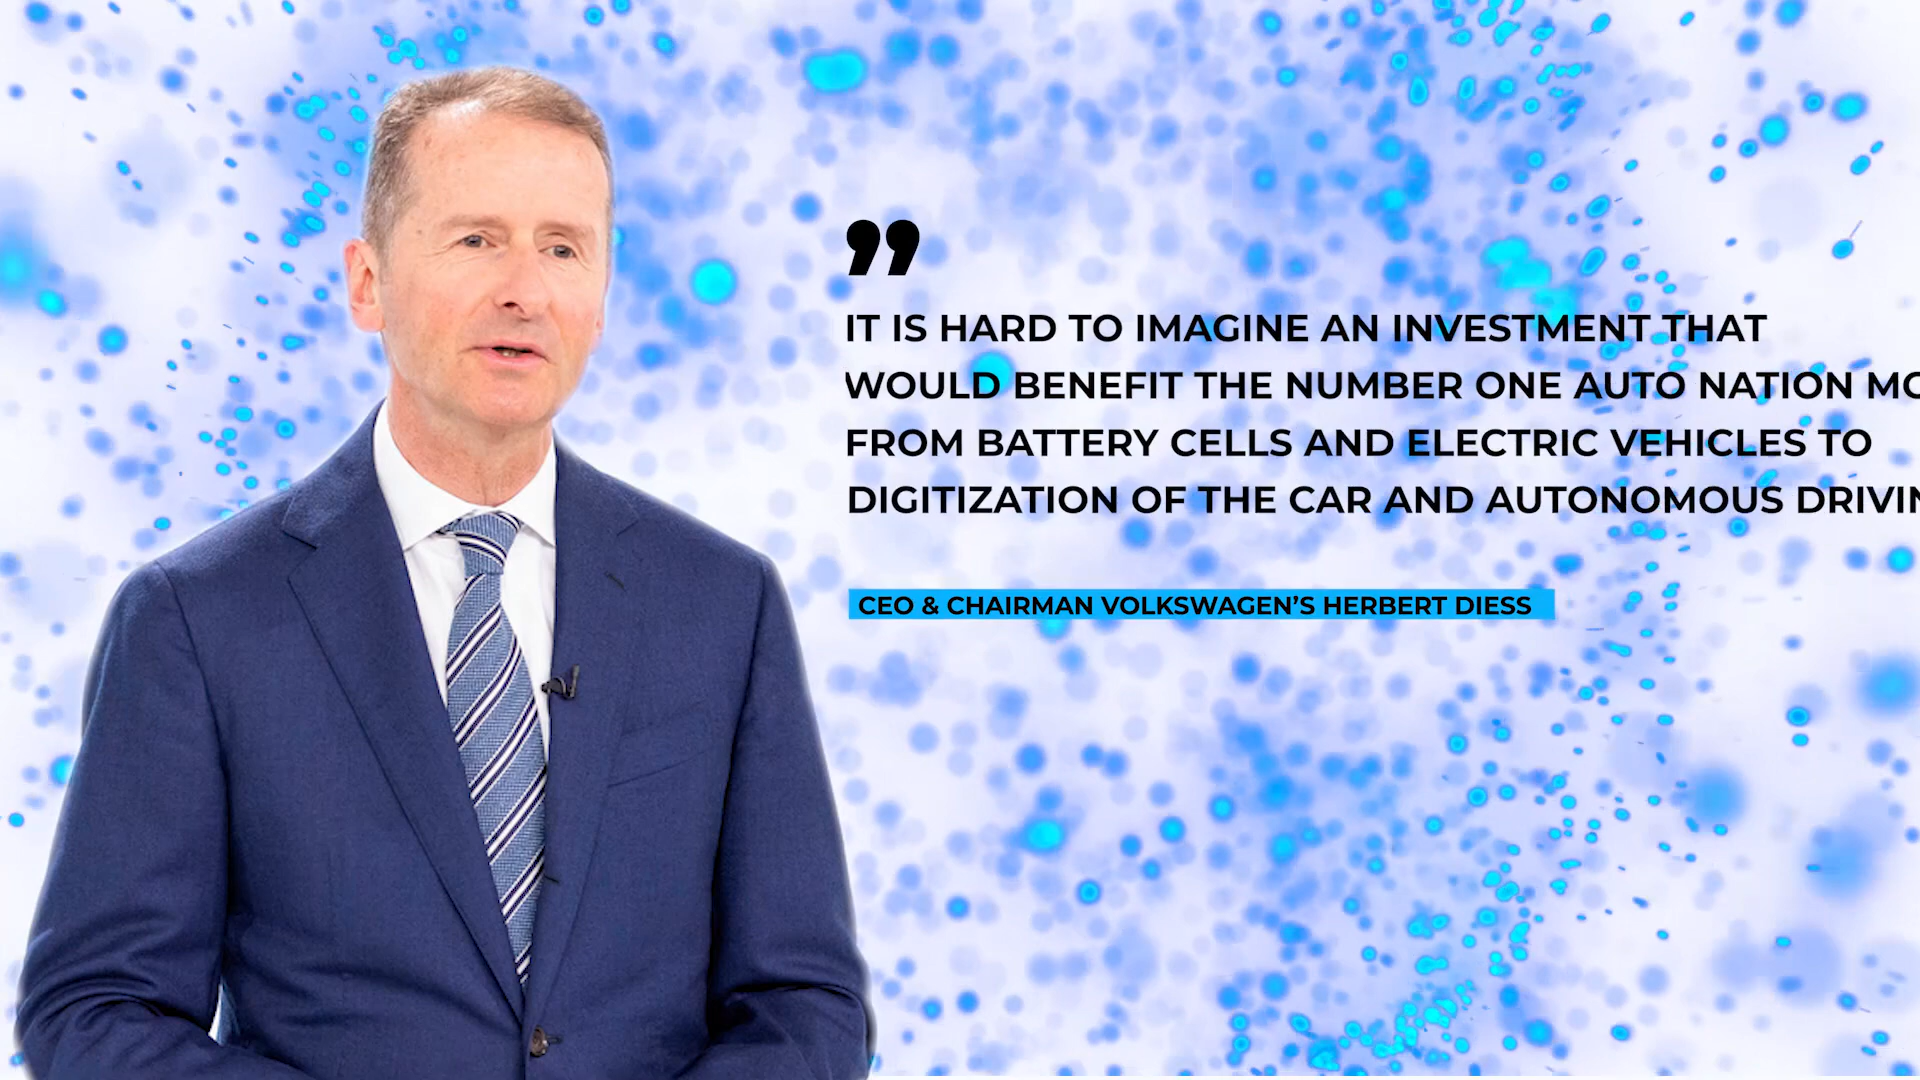 ”
IT IS HARD TO IMAGINE AN INVESTMENT THAT
WOULD BENEFIT THE NUMBER ONE AUTO NATION
FROM BATTERY CELLS AND ELECTRIC VEHICLES TO
DIGITIZATION OF THE CAR AND AUTONOMOUS
CEO & CHAIRMAN VOLKSWAGEN’S HERBERT DIESS